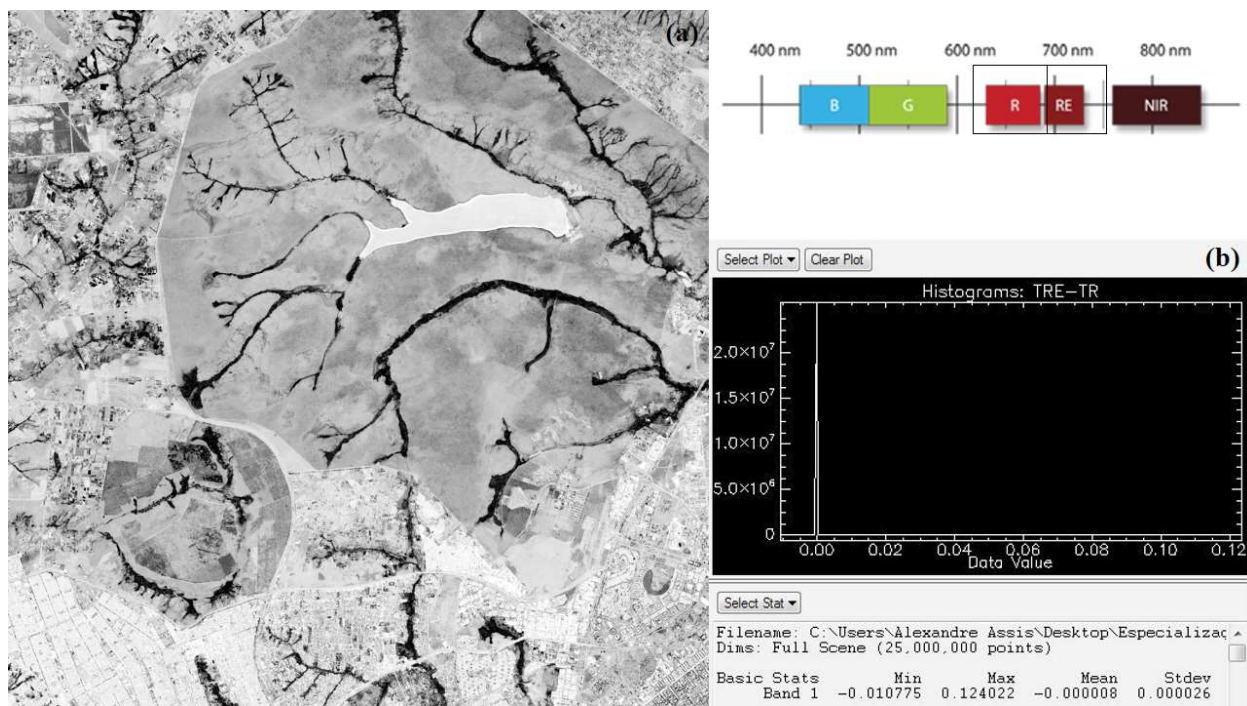 (a)
400 nm 500 nm 600 nm 700 nm 800 nm
B G R RE NIR
Select Plot Clear Plot (b)
Histograms: TRE-TR
2.0×10⁷
1.5×10⁷
1.0×10⁷
5.0×10⁶
0
0.00 0.02 0.04 0.06 0.08 0.10 0.12
Data Value
Select Stat
Filename: C:\Users\Alexandre Assis\Desktop\Especializaç
Dims: Full Scene (25,000,000 points)
Basic Stats Min Max Mean Stdev
Band 1 -0.010775 0.124022 -0.000008 0.000026